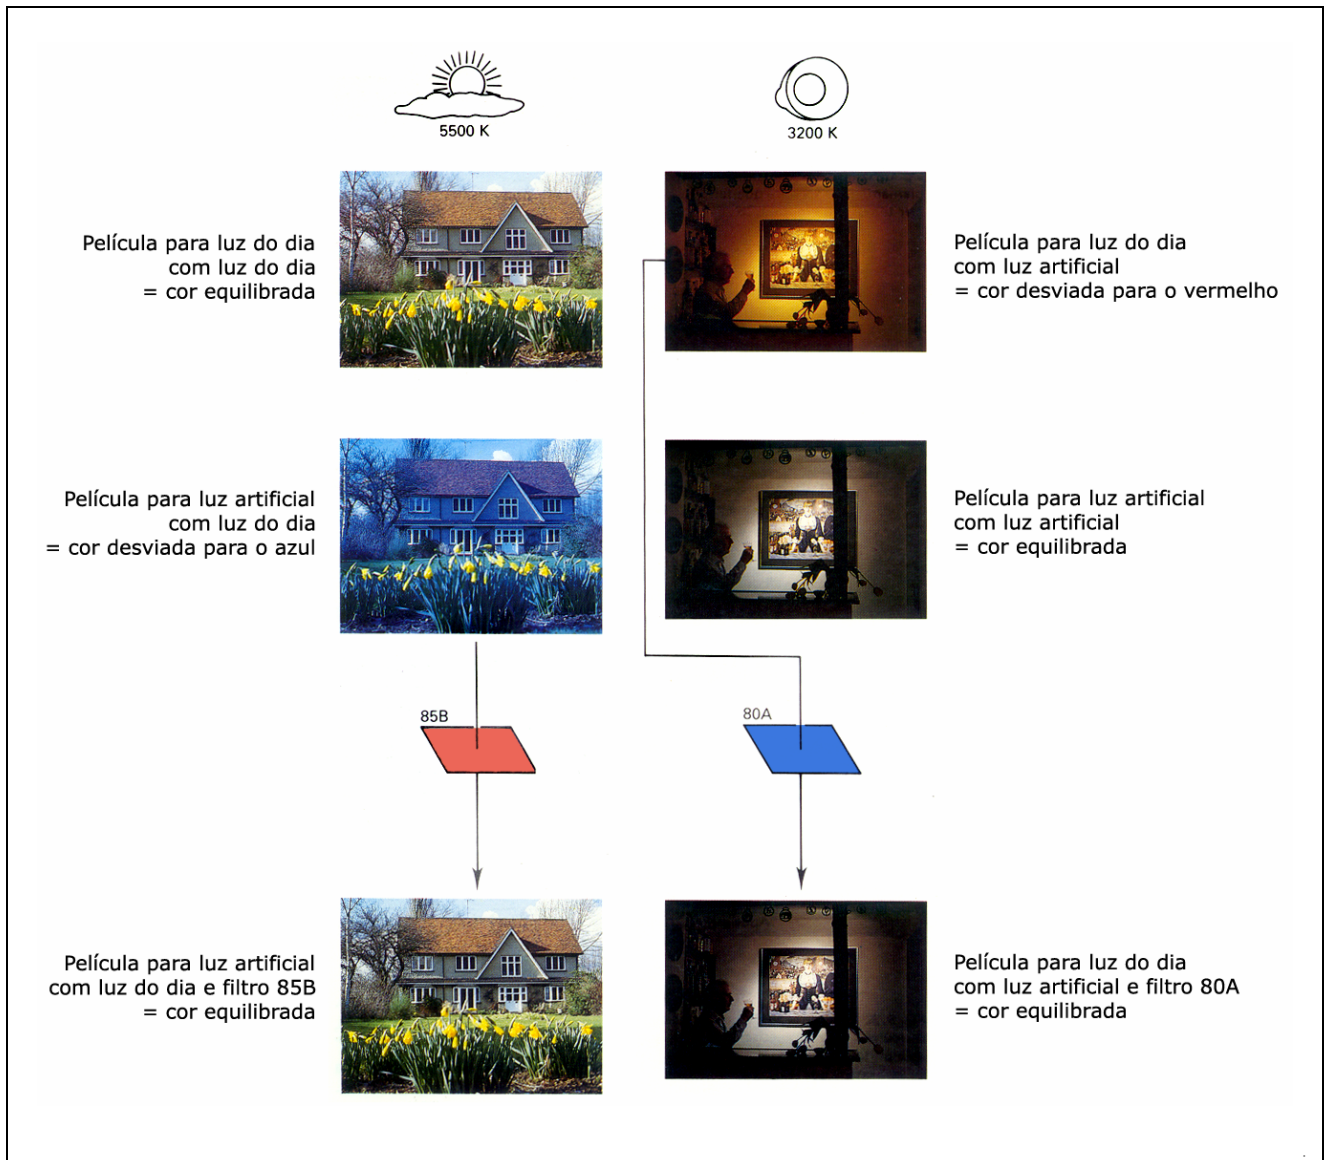 5500 K
3200 K
Película para luz do dia
com luz do dia
= cor equilibrada
Película para luz do dia
com luz artificial
= cor desviada para o vermelho
Película para luz artificial
com luz do dia
= cor desviada para o azul
Película para luz artificial
com luz artificial
= cor equilibrada
85B
80A
Película para luz artificial
com luz do dia e filtro 85B
= cor equilibrada
Película para luz do dia
com luz artificial e filtro 80A
= cor equilibrada